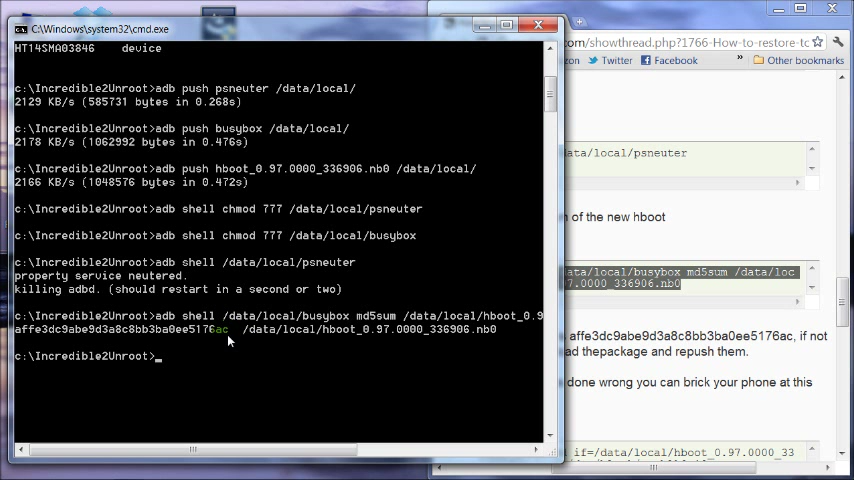 C:\Windows\system32\cmd.exe
HT14SMA03846    device
c:\Incredible2Unroot>adb push psneuter /data/local/
2129 KB/s (585731 bytes in 0.268s)
c:\Incredible2Unroot>adb push busybox /data/local/
2178 KB/s (1062992 bytes in 0.476s)
c:\Incredible2Unroot>adb push hboot_0.97.0000_336906.nb0 /data/local/
2166 KB/s (1048576 bytes in 0.472s)
c:\Incredible2Unroot>adb shell chmod 777 /data/local/psneuter
c:\Incredible2Unroot>adb shell chmod 777 /data/local/busybox
c:\Incredible2Unroot>adb shell /data/local/psneuter
property service neutered.
killing adbd. (should restart in a second or two)
c:\Incredible2Unroot>adb shell /data/local/busybox md5sum /data/local/hboot_0.9
affe3dc9abe9d3a8c8bb3ba0ee5176ac  /data/local/hboot_0.97.0000_336906.nb0
c:\Incredible2Unroot>_
com/showthread.php?1766-How-to-restore-to
zon Twitter Facebook » Other bookmarks
ata/local/psneuter
n of the new hboot
data/local/busybox md5sum /data/loc
97.0000_336906.nb0
affe3dc9abe9d3a8c8bb3ba0ee5176ac, if not
ad thepackage and repush them.
done wrong you can brick your phone at this
if=/data/local/hboot_0.97.0000_33